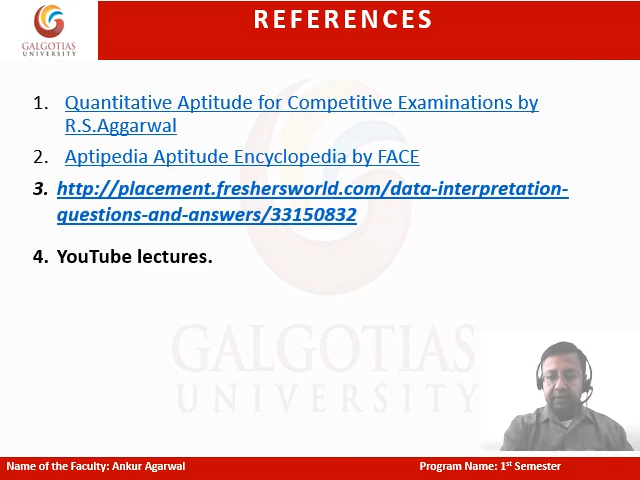 REFERENCES
GALGOTIAS
UNIVERSITY
1. Quantitative Aptitude for Competitive Examinations by
R.S.Aggarwal
2. Aptipedia Aptitude Encyclopedia by FACE
3. http://placement.freshersworld.com/data-interpretation-
questions-and-answers/33150832
4. YouTube lectures.
GALGOTIAS
UNIVERSITY
Name of the Faculty: Ankur Agarwal
Program Name: 1st Semester